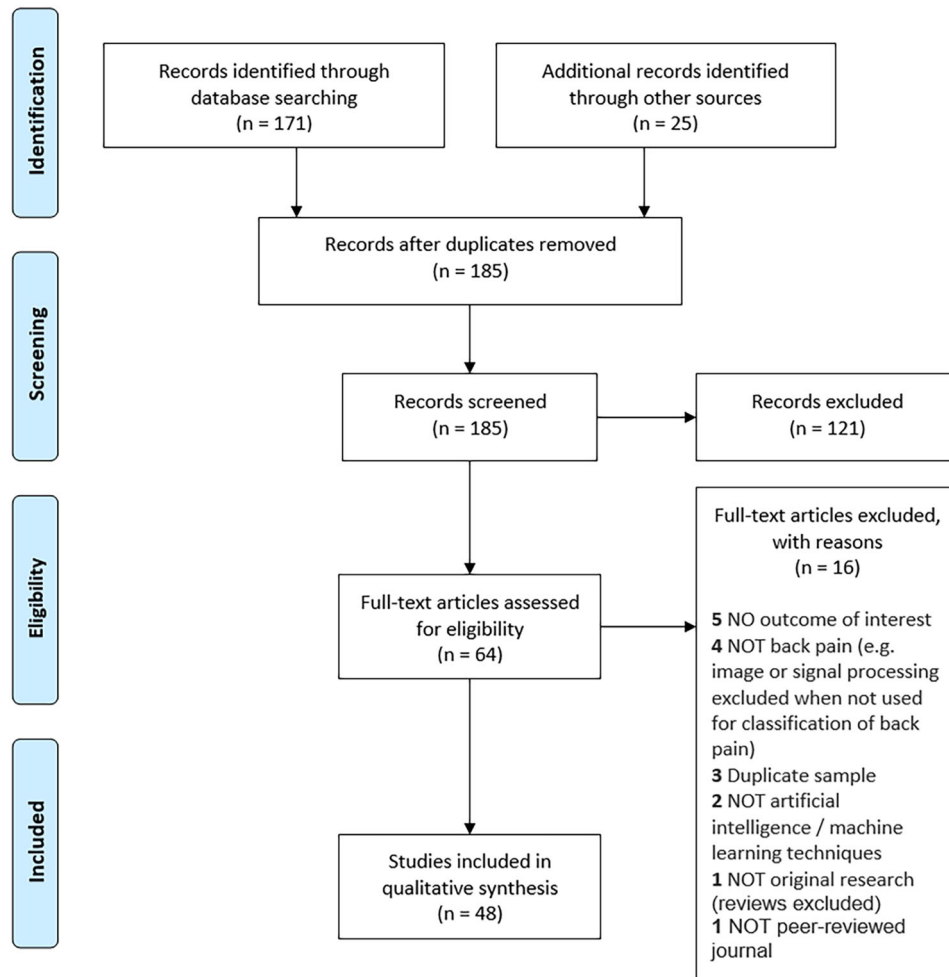 Identification
Records identified through
database searching
(n = 171)
Additional records identified
through other sources
(n = 25)
Records after duplicates removed
(n = 185)
Screening
Records screened
(n = 185)
Records excluded
(n = 121)
Eligibility
Full-text articles assessed
for eligibility
(n = 64)
Full-text articles excluded,
with reasons
(n = 16)
5 NO outcome of interest
4 NOT back pain (e.g.
image or signal processing
excluded when not used
for classification of back
pain)
3 Duplicate sample
2 NOT artificial
intelligence / machine
learning techniques
1 NOT original research
(reviews excluded)
1 NOT peer-reviewed
journal
Included
Studies included in
qualitative synthesis
(n = 48)